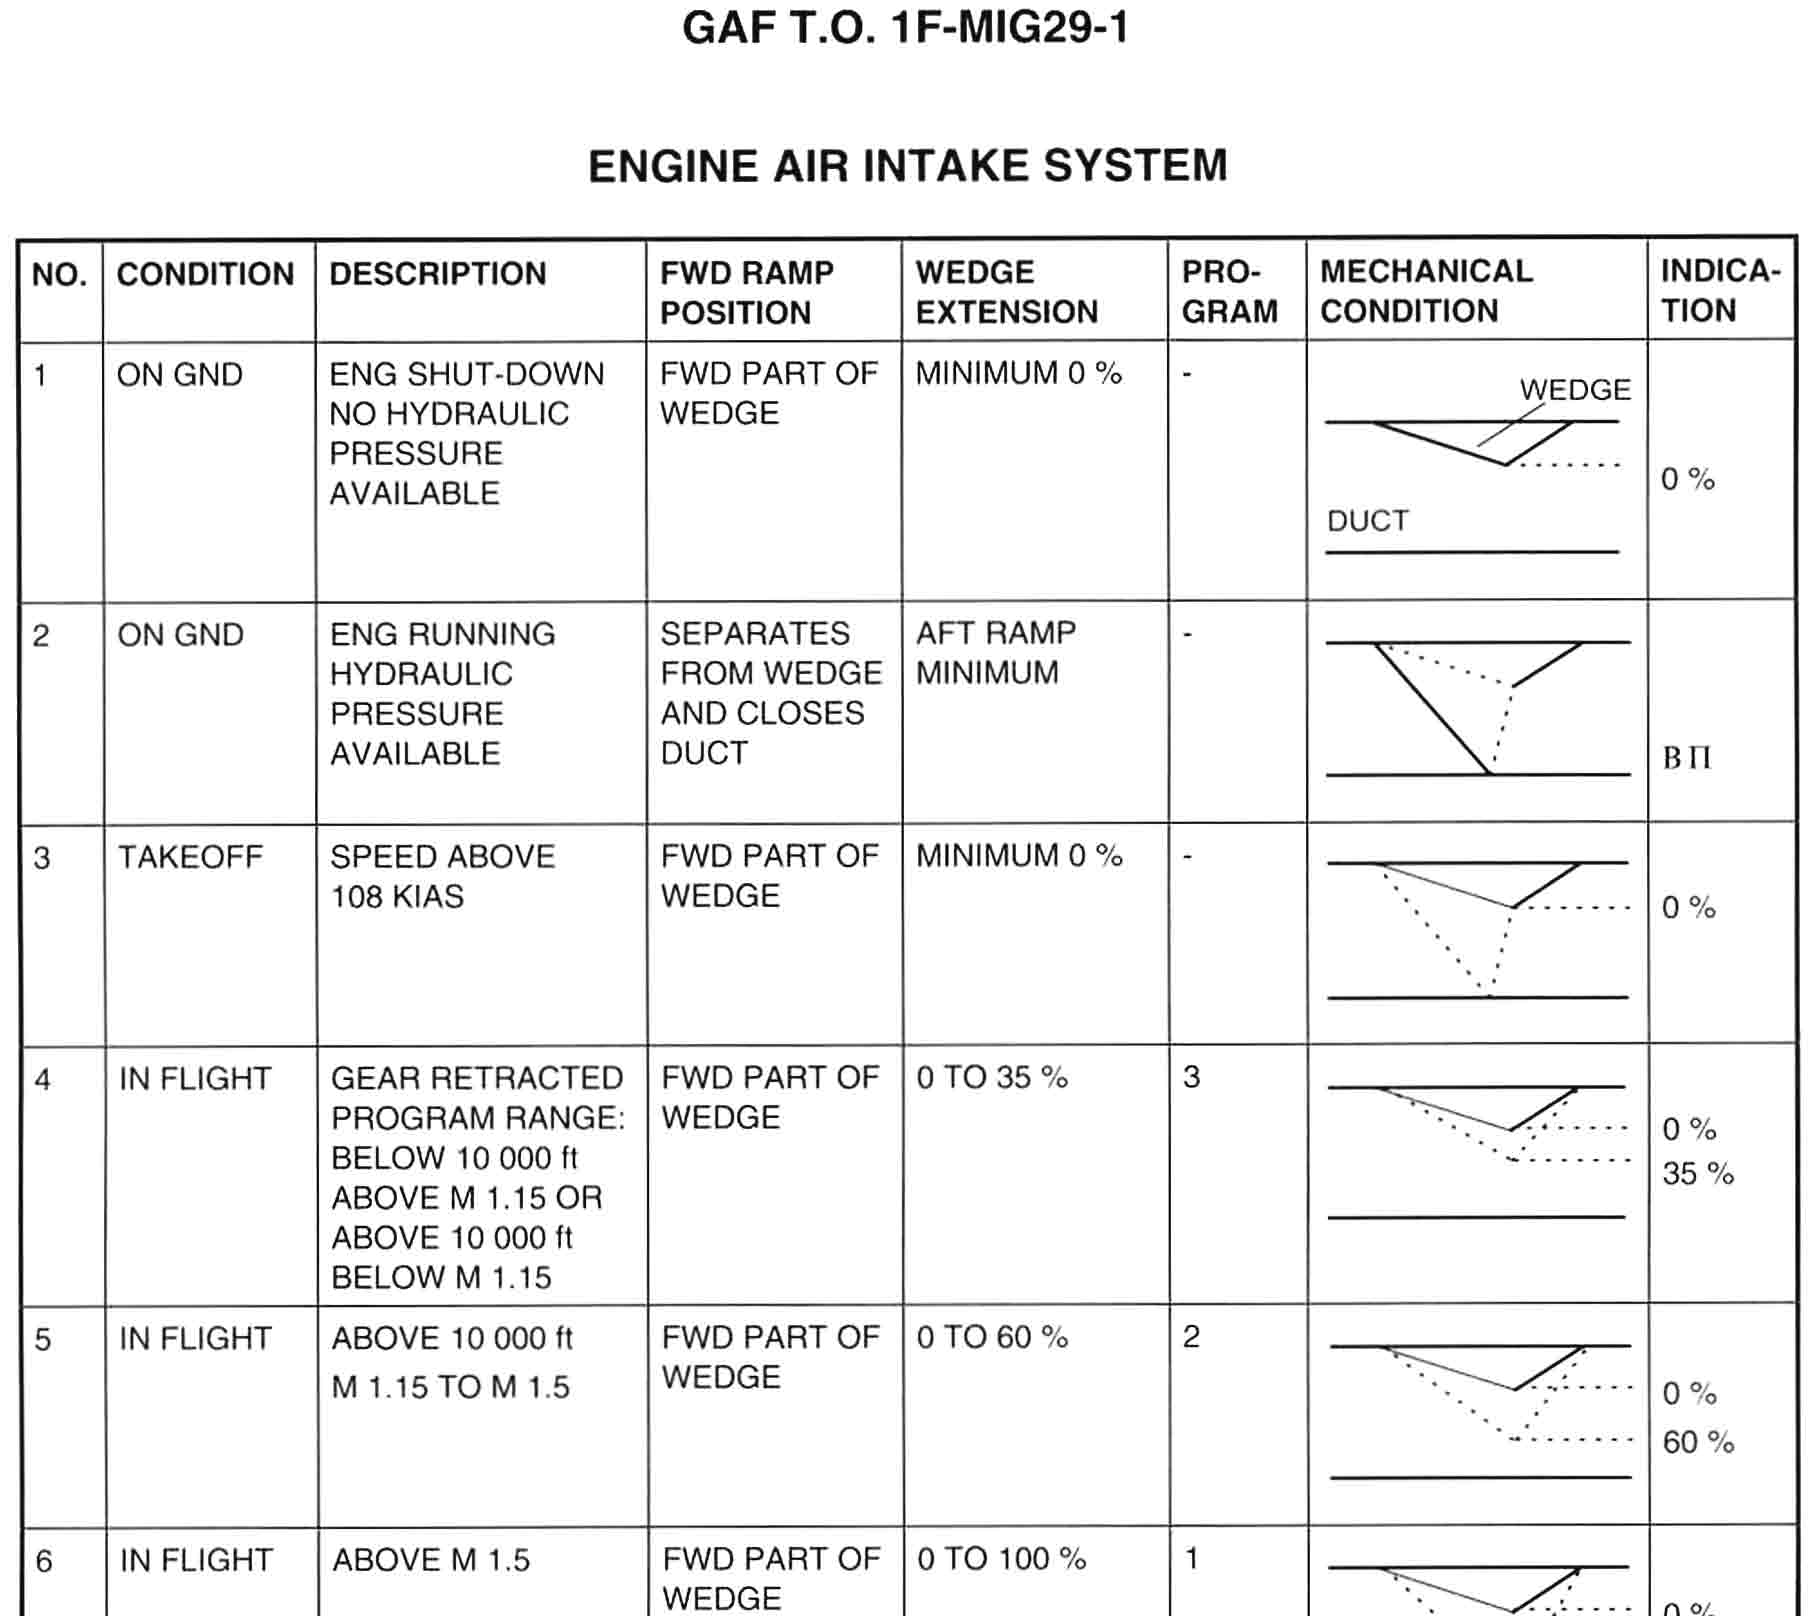 GAF T.O. 1F-MIG29-1
ENGINE AIR INTAKE SYSTEM
NO. CONDITION DESCRIPTION FWD RAMP POSITION WEDGE EXTENSION PRO-GRAM MECHANICAL CONDITION INDICA-TION
1 ON GND ENG SHUT-DOWN FWD PART OF MINIMUM 0 % -
NO HYDRAULIC WEDGE WEDGE
PRESSURE
AVAILABLE 0 %
DUCT
2 ON GND ENG RUNNING SEPARATES AFT RAMP -
HYDRAULIC FROM WEDGE MINIMUM
PRESSURE AND CLOSES
AVAILABLE DUCT ВП
3 TAKEOFF SPEED ABOVE FWD PART OF MINIMUM 0 % -
108 KIAS WEDGE 0 %
4 IN FLIGHT GEAR RETRACTED FWD PART OF 0 TO 35 % 3
PROGRAM RANGE: WEDGE 0 %
BELOW 10 000 ft 35 %
ABOVE M 1.15 OR
ABOVE 10 000 ft
BELOW M 1.15
5 IN FLIGHT ABOVE 10 000 ft FWD PART OF 0 TO 60 % 2
M 1.15 TO M 1.5 WEDGE 0 %
60 %
6 IN FLIGHT ABOVE M 1.5 FWD PART OF 0 TO 100 % 1
WEDGE 0 %